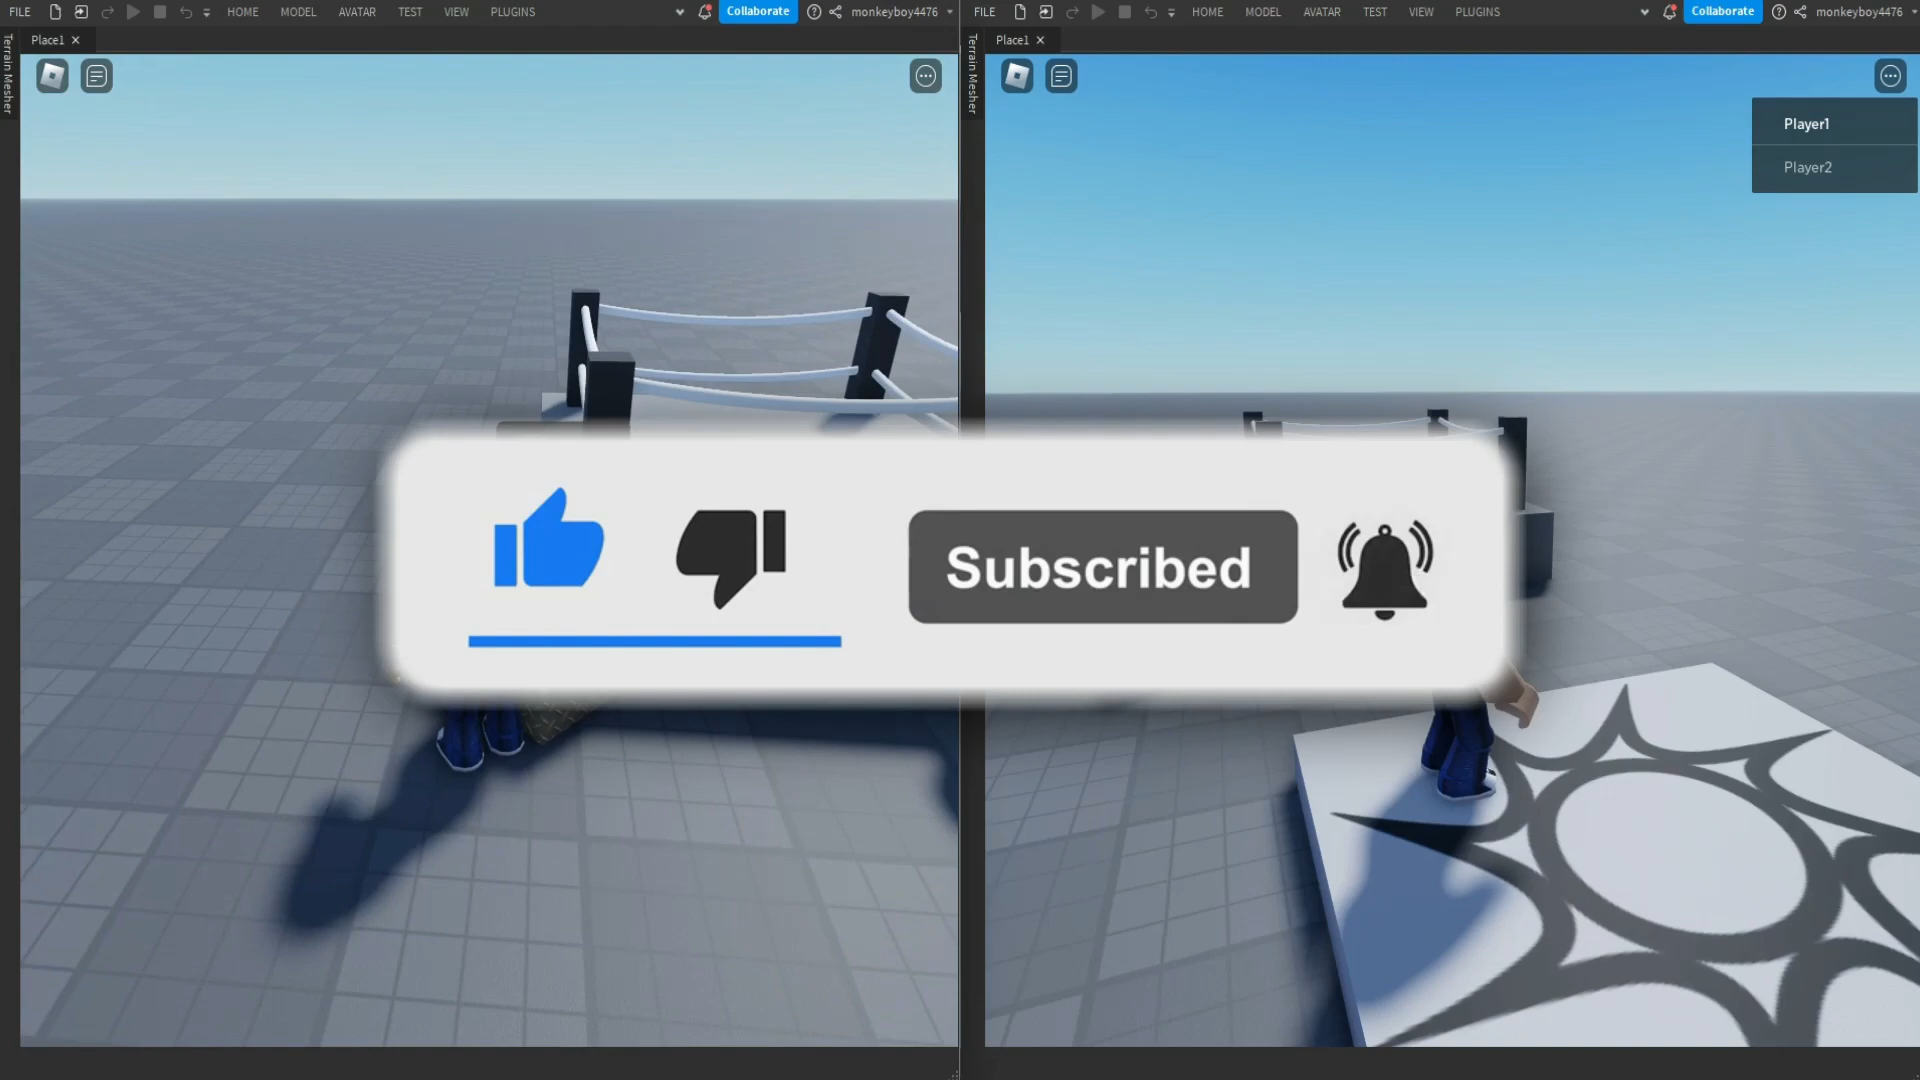 FILE HOME MODEL AVATAR TEST VIEW PLUGINS Collaborate monkeyboy4476
Place1
Terrain Mesher
FILE HOME MODEL AVATAR TEST VIEW PLUGINS Collaborate monkeyboy4476
Place1
Terrain Mesher
Player1
Player2
Subscribed